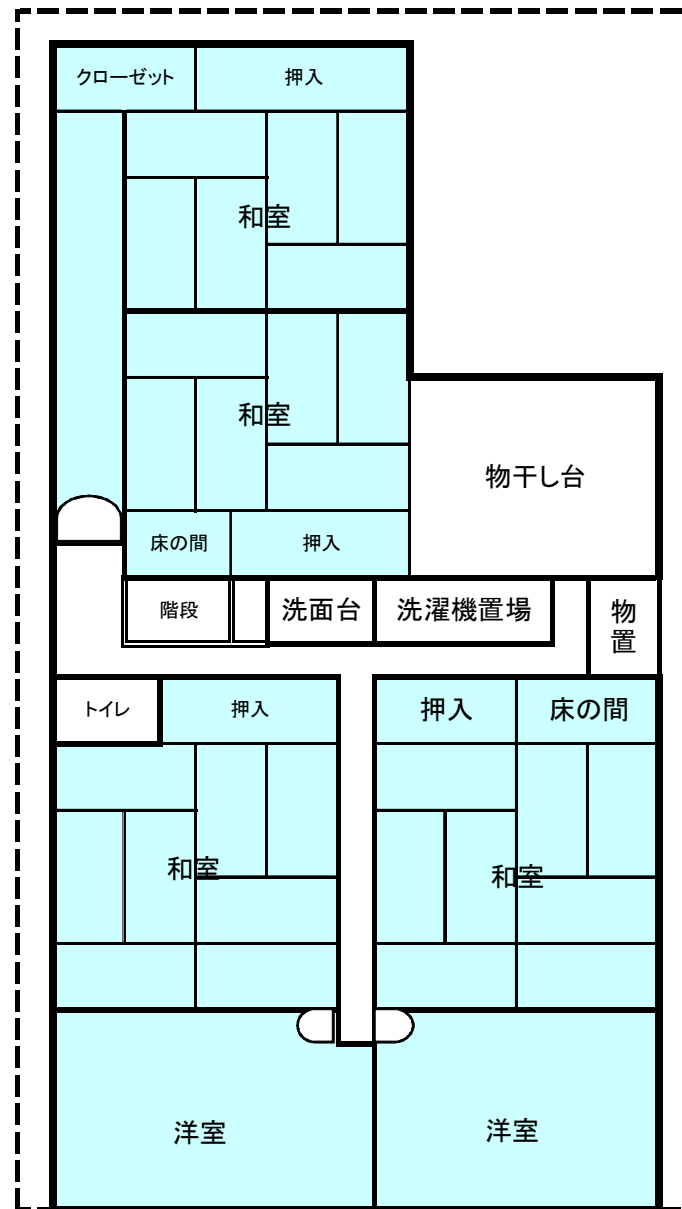 クローゼット
押入
和室
和室
物干し台
床の間
押入
階段
洗面台
洗濯機置場
物置
トイレ
押入
押入
床の間
和室
和室
洋室
洋室